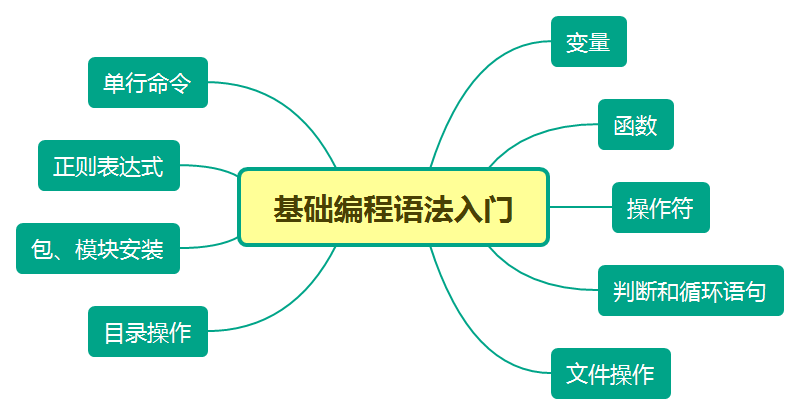 基础编程语法入门
变量
函数
操作符
判断和循环语句
文件操作
单行命令
正则表达式
包、模块安装
目录操作